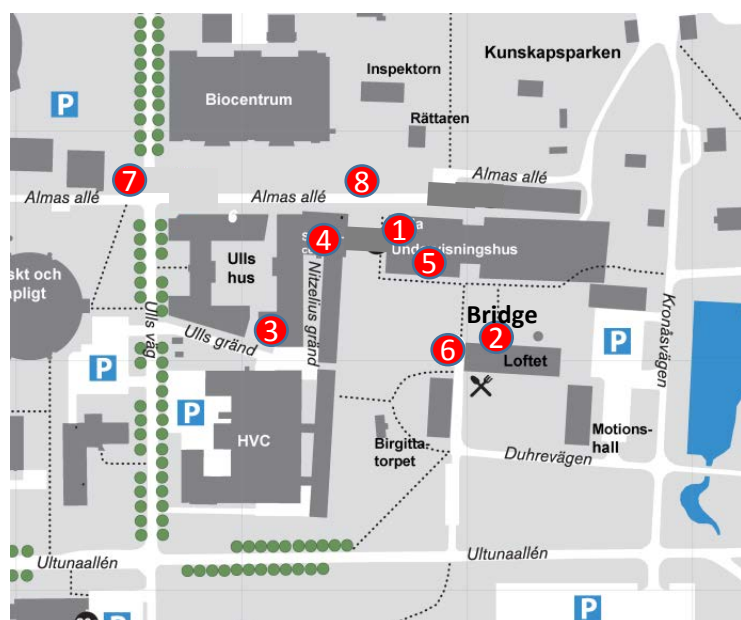 Kunskapsparken
Inspektorn
P
Biocentrum
Rättaren
7
8
Almas allé
Almas allé
Almas allé
1
4
Undervisningshus
5
Ulls
hus
Nitzelius gränd
Ulls väg
Kronåsvägen
Bridge
3
2
6
Ulls gränd
Loftet
P
P
P
HVC
Birgitta-
torpet
Motions-
hall
Duhrevägen
Ultunaallén
Ultunaallén
P
P